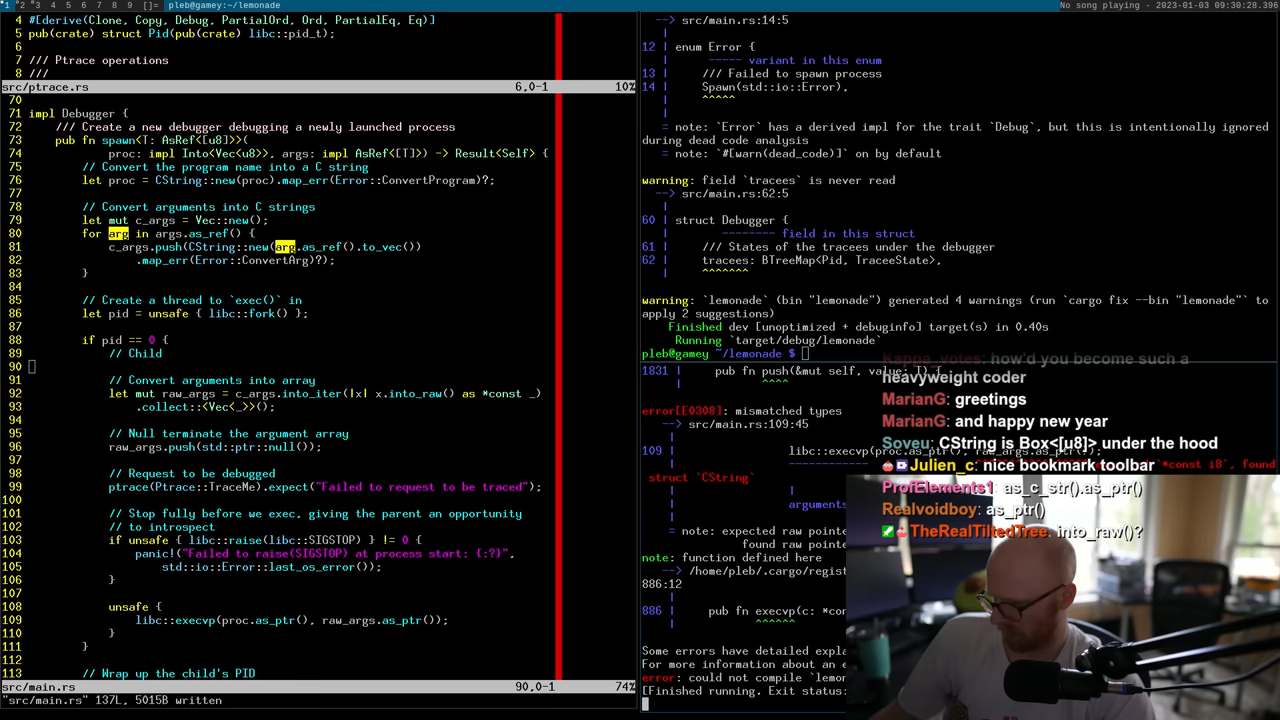 1 2 3 4 5 6 7 8 9 []= pleb@gamey:~/lemonade
No song playing - 2023-01-03 09:30:28.396
4 #[derive(Clone, Copy, Debug, PartialOrd, Ord, PartialEq, Eq)]
5 pub(crate) struct Pid(pub(crate) libc::pid_t);
6
7 /// Ptrace operations
8 ///
src/ptrace.rs 6,0-1 10%
70
71 impl Debugger {
72 /// Create a new debugger debugging a newly launched process
73 pub fn spawn<T: AsRef<[u8]>>(
74 proc: impl Into<Vec<u8>>, args: impl AsRef<[T]>) -> Result<Self> {
75 // Convert the program name into a C string
76 let proc = CString::new(proc).map_err(Error::ConvertProgram)?;
77
78 // Convert arguments into C strings
79 let mut c_args = Vec::new();
80 for arg in args.as_ref() {
81 c_args.push(CString::new(arg.as_ref().to_vec())
82 .map_err(Error::ConvertArg)?);
83 }
84
85 // Create a thread to `exec()` in
86 let pid = unsafe { libc::fork() };
87
88 if pid == 0 {
89 // Child
90
91 // Convert arguments into array
92 let mut raw_args = c_args.into_iter(|x| x.into_raw() as *const _)
93 .collect::<Vec<_>>();
94
95 // Null terminate the argument array
96 raw_args.push(std::ptr::null());
97
98 // Request to be debugged
99 ptrace(Ptrace::TraceMe).expect("Failed to request to be traced");
100
101 // Stop fully before we exec, giving the parent an opportunity
102 // to introspect
103 if unsafe { libc::raise(libc::SIGSTOP) } != 0 {
104 panic!("Failed to raise(SIGSTOP) at process start: {:?}",
105 std::io::Error::last_os_error());
106 }
107
108 unsafe {
109 libc::execvp(proc.as_ptr(), raw_args.as_ptr());
110 }
111 }
112
113 // Wrap up the child's PID
src/main.rs 90,0-1 74%
"src/main.rs" 137L, 5015B written
--> src/main.rs:14:5
|
12 | enum Error {
| ----- variant in this enum
13 | /// Failed to spawn process
14 | Spawn(std::io::Error),
| ^^^^^
|
= note: `Error` has a derived impl for the trait `Debug`, but this is intentionally ignored
during dead code analysis
= note: `#[warn(dead_code)]` on by default
warning: field `tracees` is never read
--> src/main.rs:62:5
|
60 | struct Debugger {
| -------- field in this struct
61 | /// States of the tracees under the debugger
62 | tracees: BTreeMap<Pid, TraceeState>,
| ^^^^^^^
warning: `lemonade` (bin "lemonade") generated 4 warnings (run `cargo fix --bin "lemonade"` to
apply 2 suggestions)
Finished dev [unoptimized + debuginfo] target(s) in 0.40s
Running `target/debug/lemonade`
pleb@gamey ~/lemonade $
1831 | pub fn push(&mut self, value: T) {
| ^^^^
error[E0308]: mismatched types
--> src/main.rs:109:45
|
109 | libc::execvp(proc.as_ptr(), raw_args.as_ptr());
| ------------ *const i8`, found
struct `CString`
|
| arguments
|
= note: expected raw pointe
found raw pointe
note: function defined here
--> /home/pleb/.cargo/regist
886:12
|
886 | pub fn execvp(c: *con
| ^^^^^^
Some errors have detailed expla
For more information about an e
error: could not compile `lemon
[Finished running. Exit status:
Kappa_votes: how'd you become such a
heavyweight coder
MarianG: greetings
MarianG: and happy new year
Soveu: CString is Box<[u8]> under the hood
Julien_c: nice bookmark toolbar
ProfElements1: as_c_str().as_ptr()
Realvoidboy: as_ptr()
TheRealTiltedTree: into_raw()?